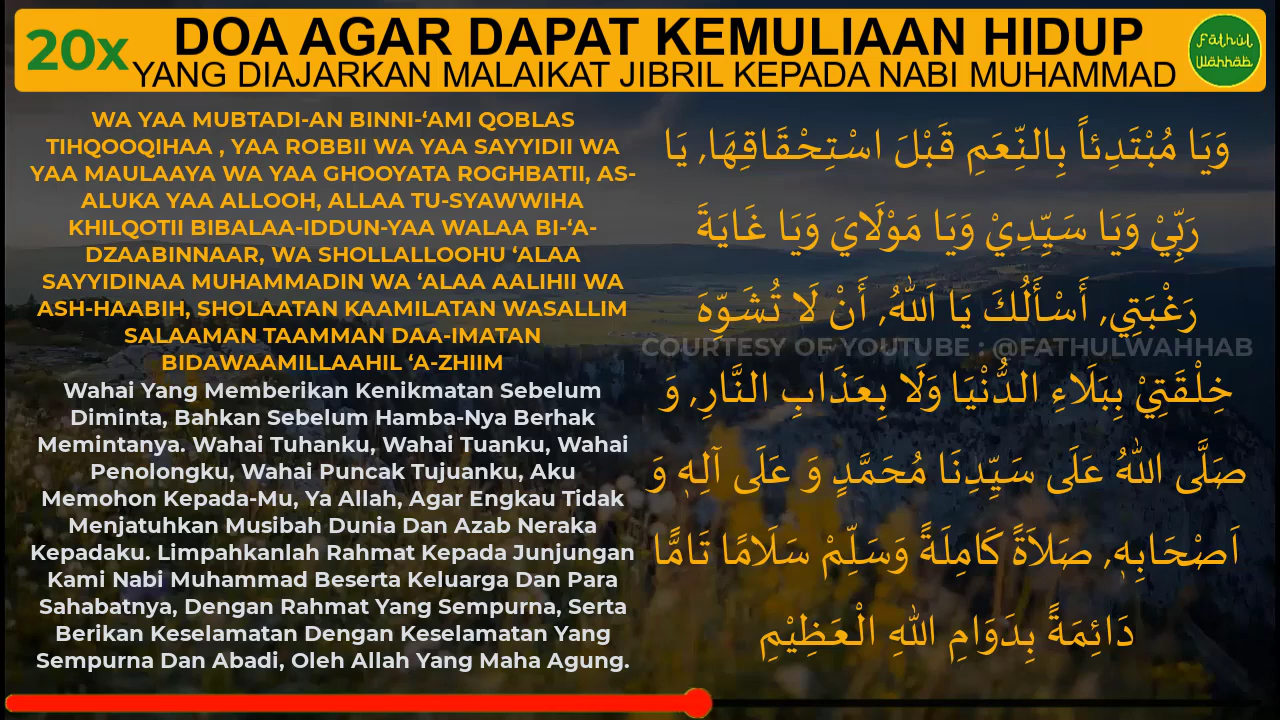 20x
DOA AGAR DAPAT KEMULIAAN HIDUP
YANG DIAJARKAN MALAIKAT JIBRIL KEPADA NABI MUHAMMAD
Fathul
Wahhab
WA YAA MUBTADI-AN BINNI-‘AMI QOBLAS
TIHQOOQIHAA , YAA ROBBII WA YAA SAYYIDII WA
YAA MAULAAYA WA YAA GHOOYATA ROGHBATII, AS-
ALUKA YAA ALLOOH, ALLAA TU-SYAWWIHA
KHILQOTII BIBALAA-IDDUN-YAA WALAA BI-‘A-
DZAABINNAAR, WA SHOLLALLOOHU ‘ALAA
SAYYIDINAA MUHAMMADIN WA ‘ALAA AALIHII WA
ASH-HAABIH, SHOLAATAN KAAMILATAN WASALLIM
SALAAMAN TAAMMAN DAA-IMATAN
BIDAWAAMILLAAHIL ‘A-ZHIIM
Wahai Yang Memberikan Kenikmatan Sebelum
Diminta, Bahkan Sebelum Hamba-Nya Berhak
Memintanya. Wahai Tuhanku, Wahai Tuanku, Wahai
Penolongku, Wahai Puncak Tujuanku, Aku
Memohon Kepada-Mu, Ya Allah, Agar Engkau Tidak
Menjatuhkan Musibah Dunia Dan Azab Neraka
Kepadaku. Limpahkanlah Rahmat Kepada Junjungan
Kami Nabi Muhammad Beserta Keluarga Dan Para
Sahabatnya, Dengan Rahmat Yang Sempurna, Serta
Berikan Keselamatan Dengan Keselamatan Yang
Sempurna Dan Abadi, Oleh Allah Yang Maha Agung.
وَيَا مُبْتَدِئاً بِالنِّعَمِ قَبْلَ اسْتِحْقَاقِهَا, يَا
رَبِّيْ وَيَا سَيِّدِيْ وَيَا مَوْلَايَ وَيَا غَايَةَ
رَغْبَتِي, أَسْأَلُكَ يَا اَللهُ, أَنْ لَا تُشَوِّهَ
COURTESY OF YOUTUBE : @FATHULWAHHAB
خِلْقَتِيْ بِبَلَاءِ الدُّنْيَا وَلَا بِعَذَابِ النَّارِ, وَ
صَلَّى اللهُ عَلَى سَيِّدِنَا مُحَمَّدٍ وَ عَلَى آلِهٖ وَ
اَصْحَابِهٖ, صَلاَةً كَامِلَةً وَسَلِّمْ سَلَامًا تَامًّا
دَائِمَةً بِدَوَامِ اللهِ الْعَظِيْمِ